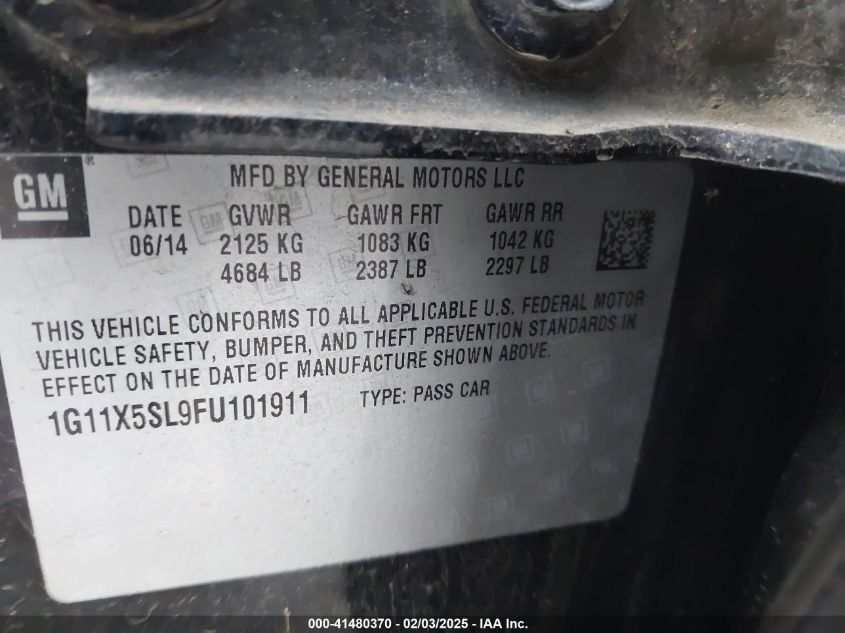 GM
MFD BY GENERAL MOTORS LLC
DATE GVWR GAWR FRT GAWR RR
06/14 2125 KG 1083 KG 1042 KG
4684 LB 2387 LB 2297 LB
THIS VEHICLE CONFORMS TO ALL APPLICABLE U.S. FEDERAL MOTOR
VEHICLE SAFETY, BUMPER, AND THEFT PREVENTION STANDARDS IN
EFFECT ON THE DATE OF MANUFACTURE SHOWN ABOVE.
1G11X5SL9FU101911 TYPE: PASS CAR
000-41480370 - 02/03/2025 - IAA Inc.